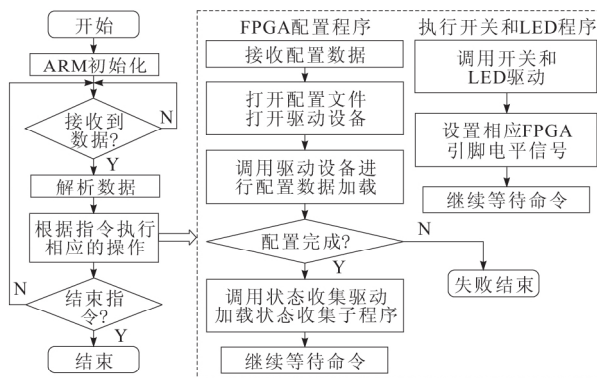 开始
ARM初始化
接收到
数据?
N
Y
解析数据
根据指令执行
相应的操作
N
结束指
令?
Y
结束
FPGA配置程序
接收配置数据
打开配置文件
打开驱动设备
调用驱动设备进
行配置数据加载
配置完成?
N
Y
失败结束
调用状态收集驱动
加载状态收集子程序
继续等待命令
执行开关和LED程序
调用开关和
LED驱动
设置相应FPGA
引脚电平信号
继续等待命令